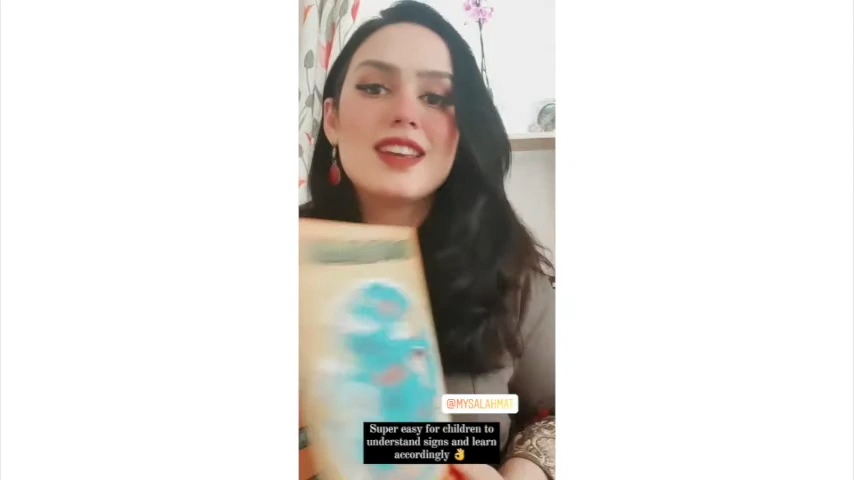 @MYSALAHMAT
Super easy for children to
understand signs and learn
accordingly 👌